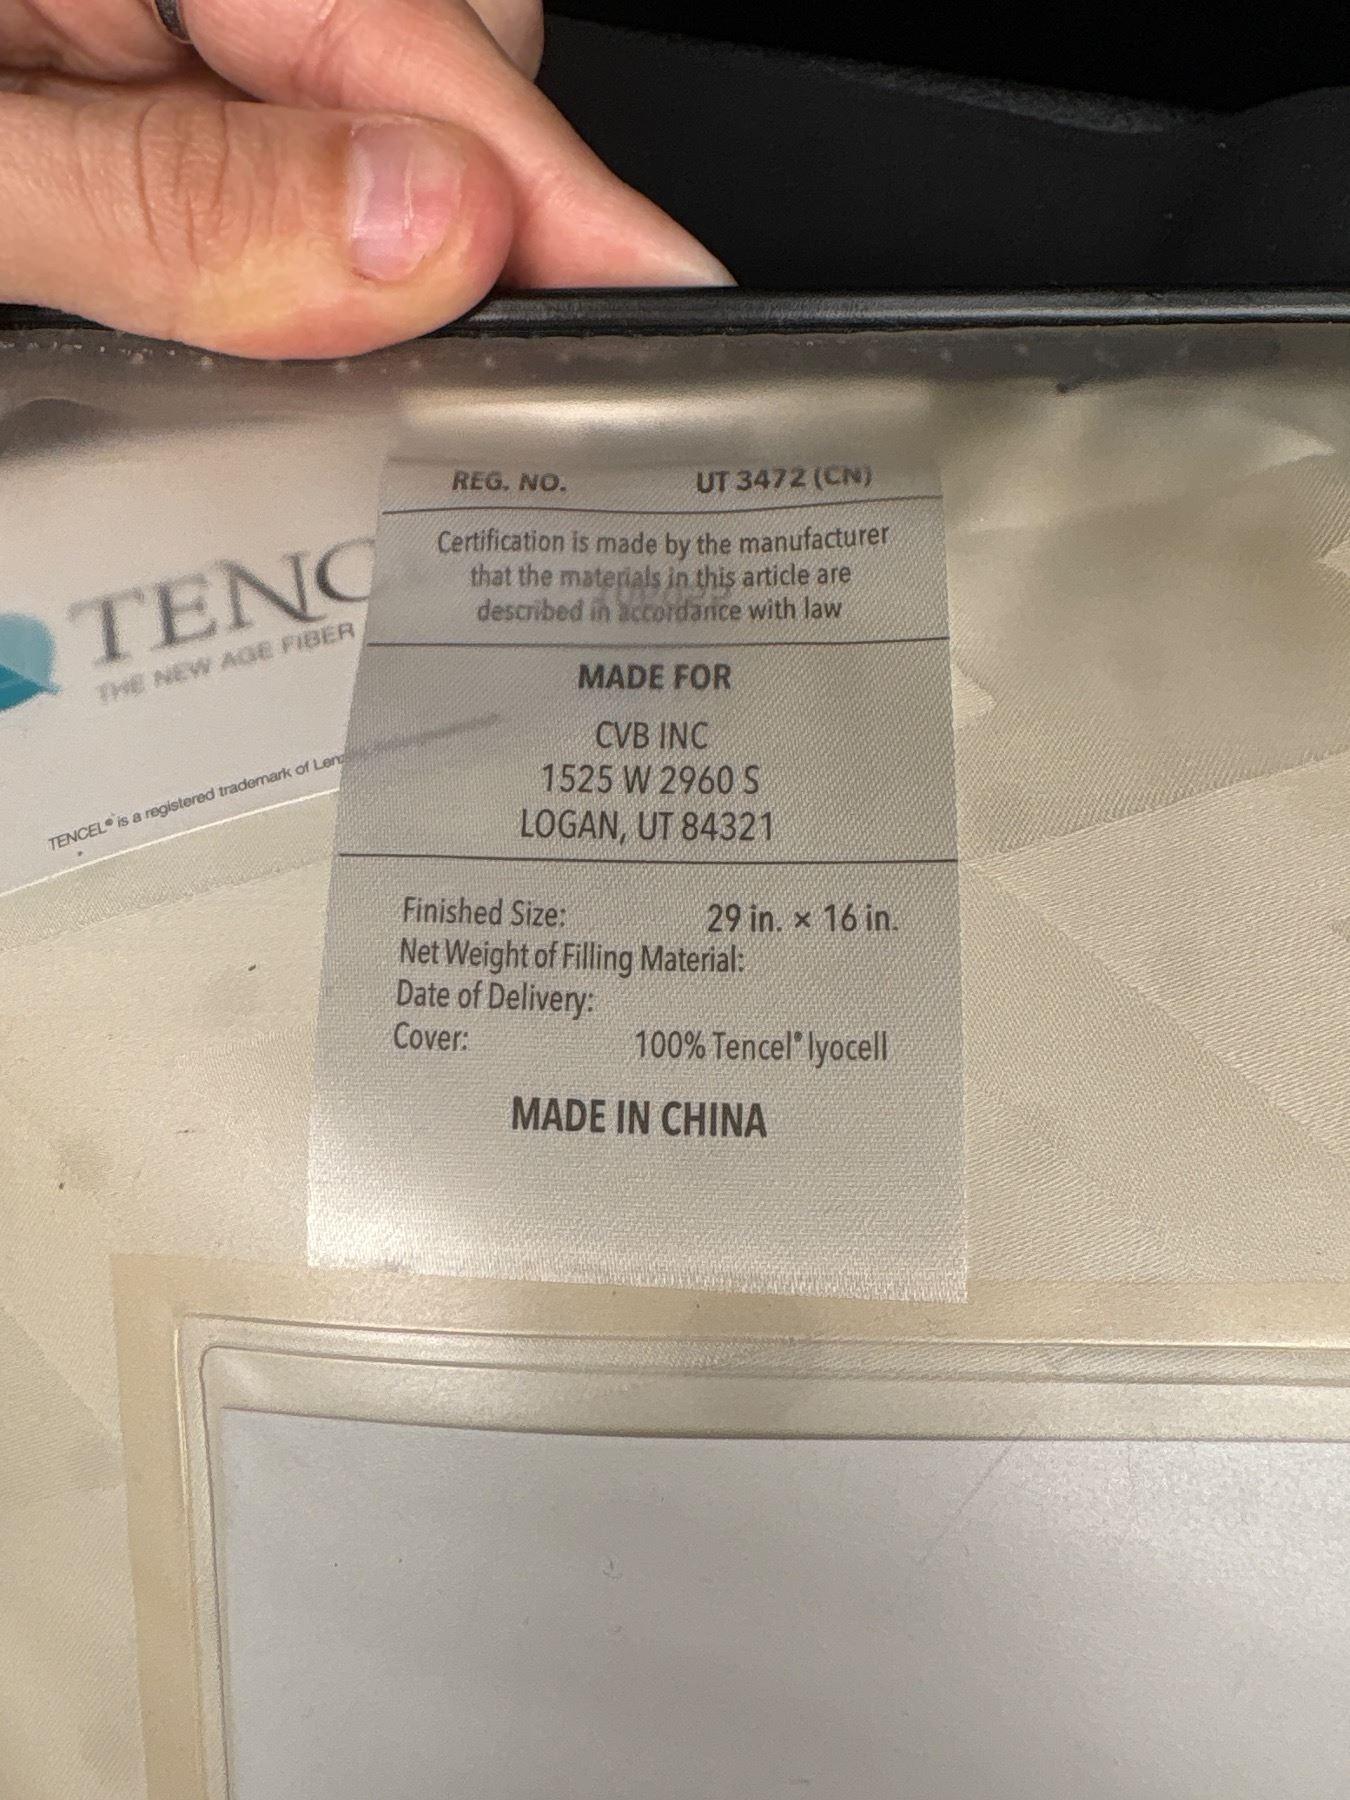 REG. NO. UT 3472 (CN)
Certification is made by the manufacturer
that the materials in this article are
described in accordance with law
MADE FOR
CVB INC
1525 W 2960 S
LOGAN, UT 84321
Finished Size: 29 in. × 16 in.
Net Weight of Filling Material:
Date of Delivery:
Cover: 100% Tencel® lyocell
MADE IN CHINA
TENC
THE NEW AGE FIBER
TENCEL® is a registered trademark of Lenz